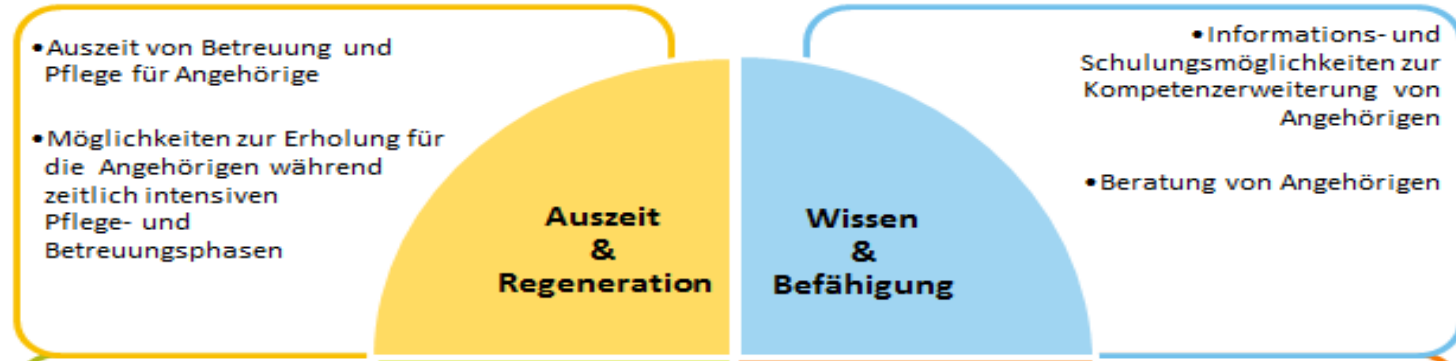 •Auszeit von Betreuung und
Pflege für Angehörige
•Möglichkeiten zur Erholung für
die Angehörigen während
zeitlich intensiven
Pflege- und
Betreuungsphasen
Auszeit
&
Regeneration
Wissen
&
Befähigung
•Informations- und
Schulungsmöglichkeiten zur
Kompetenzerweiterung von
Angehörigen
•Beratung von Angehörigen